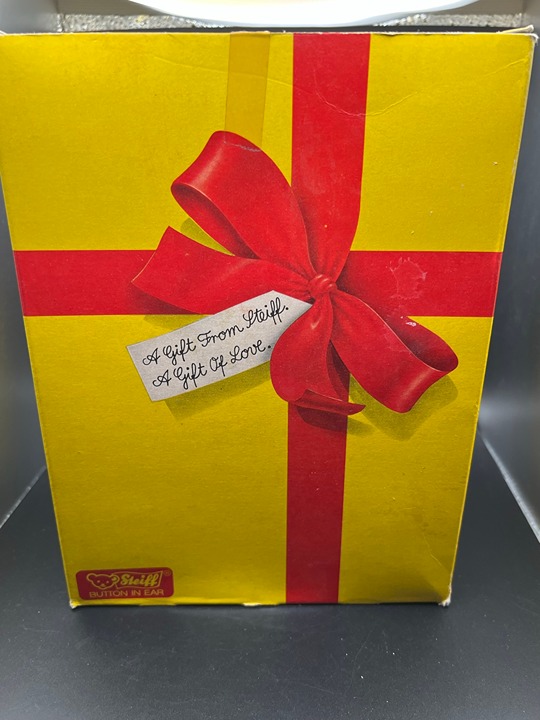 A Gift From Steiff.
A Gift Of Love.
Steiff®
BUTTON IN EAR